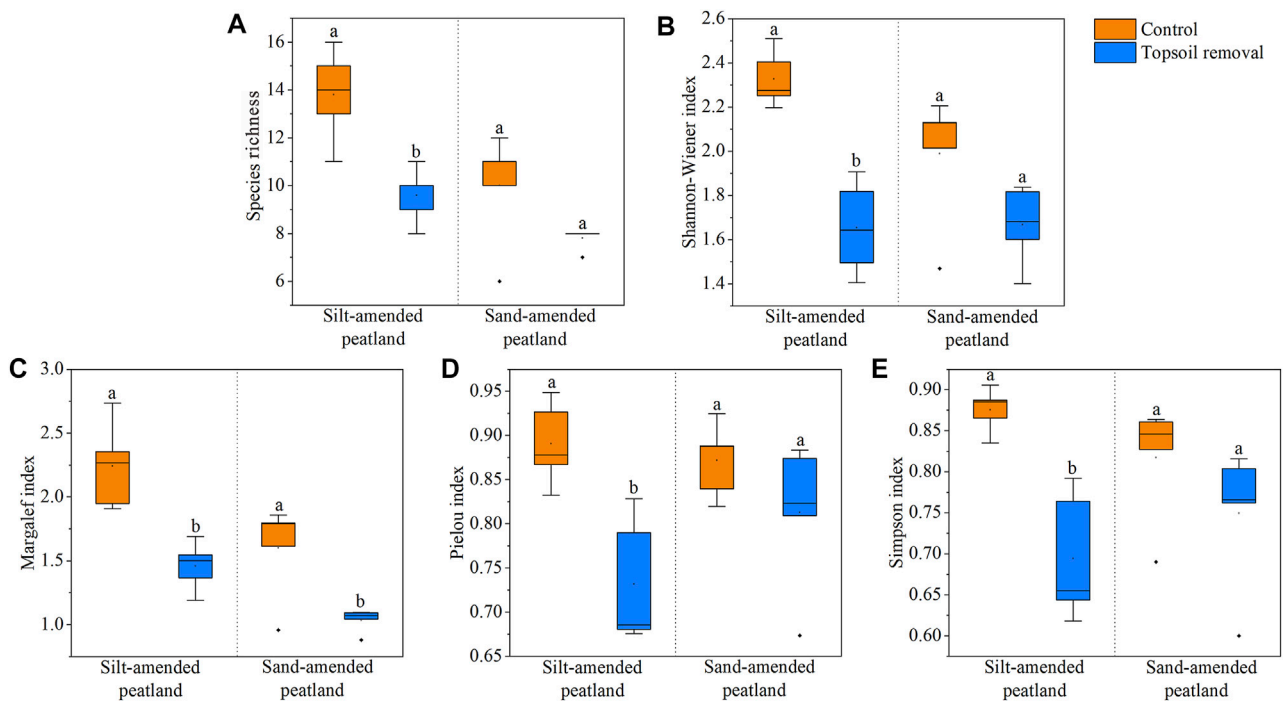 A
Species richness
16
14
12
10
8
6
a
b
a
a
Silt-amended
peatland
Sand-amended
peatland
B
Shannon-Wiener index
2.6
2.4
2.2
2.0
1.8
1.6
1.4
a
b
a
a
Silt-amended
peatland
Sand-amended
peatland
Control
Topsoil removal
C
Margalef index
3.0
2.5
2.0
1.5
1.0
a
b
a
b
Silt-amended
peatland
Sand-amended
peatland
D
Pielou index
0.95
0.90
0.85
0.80
0.75
0.70
0.65
a
b
a
a
Silt-amended
peatland
Sand-amended
peatland
E
Simpson index
0.90
0.85
0.80
0.75
0.70
0.65
0.60
a
b
a
a
Silt-amended
peatland
Sand-amended
peatland